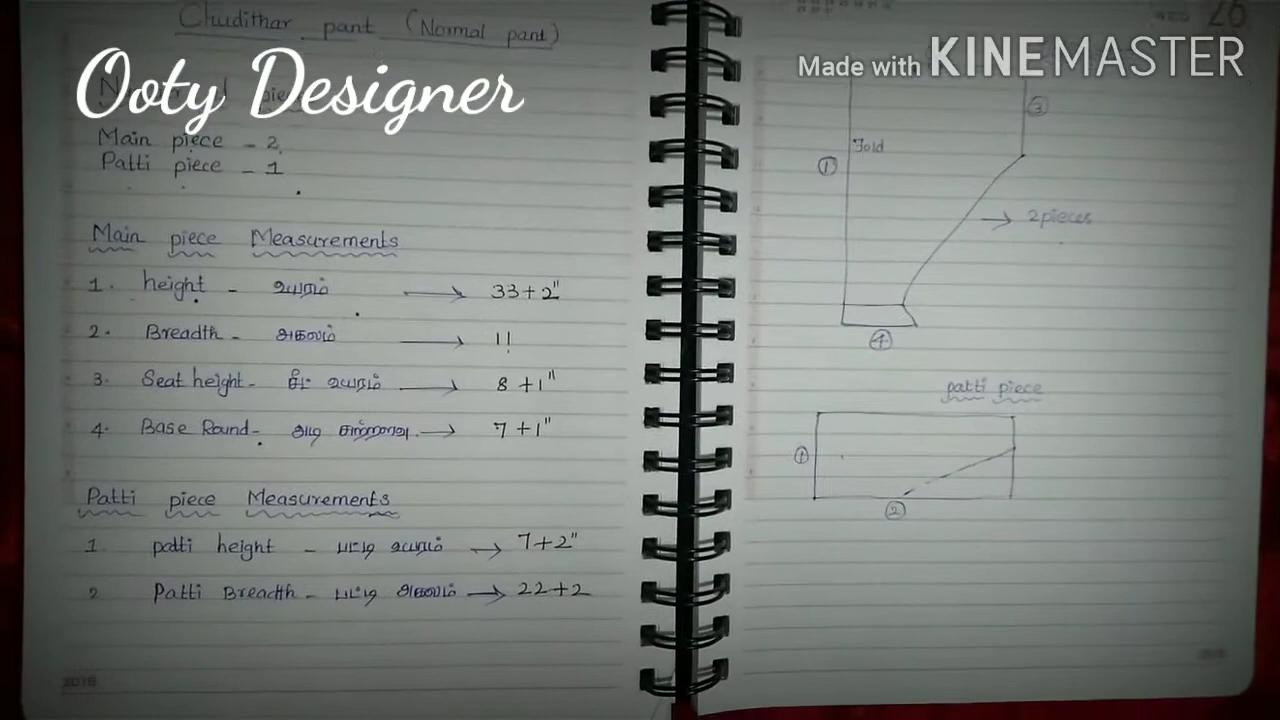 Chudithar pant (Normal pant)
Ooty Designer
Main piece - 2
Patti piece - 1
Main piece Measurements
1. height - உயரம் → 33+2"
2. Breadth - அகலம் → 11
3. Seat height - சீட் உயரம் → 8+1"
4. Base Round - அடி சுற்றளவு → 7+1"
Patti piece Measurements
1 patti height - பட்டி உயரம் → 7+2"
2 Patti Breadth - பட்டி அகலம் → 22+2
2018
Made with KINEMASTER
26
③
Fold
①
→ 2 pieces
④
patti piece
①
②